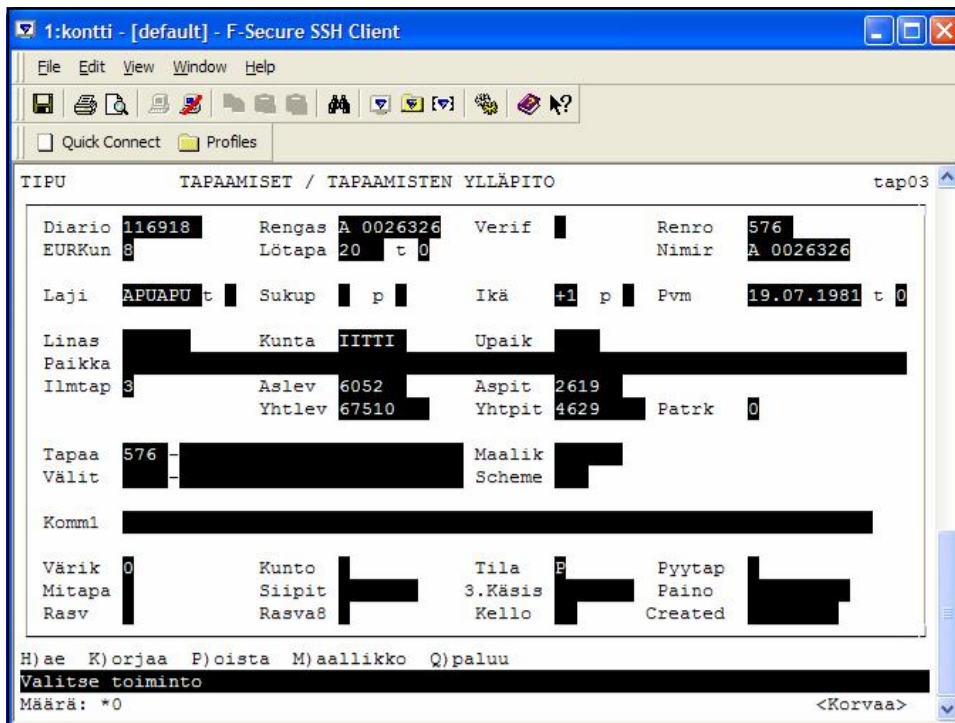 1:kontti - [default] - F-Secure SSH Client
File Edit View Window Help
Quick Connect Profiles
TIPU TAPAAMISET / TAPAAMISTEN YLLÄPITO tap03
Diario 116918 Rengas A 0026326 Verif Renro 576
EURKun 8 Lötapa 20 t 0 Nimir A 0026326
Laji APUAPU t Sukup p Ikä +1 p Pvm 19.07.1981 t 0
Linas Kunta IITTI Upaik
Paikka
Ilmtap 3 Aslev 6052 Aspit 2619
Yhtlev 67510 Yhtpit 4629 Patrk 0
Tapaa 576 - Maalik
Välit - Scheme
Komm1
Värik 0 Kunto Tila P Pyytap
Mitapa Siipit 3.Käsis Paino
Rasv Rasva8 Kello Created
H)ae K)orjaa P)oista M)aallikko Q)paluu
Valitse toiminto
Määrä: *0 <Korvaa>